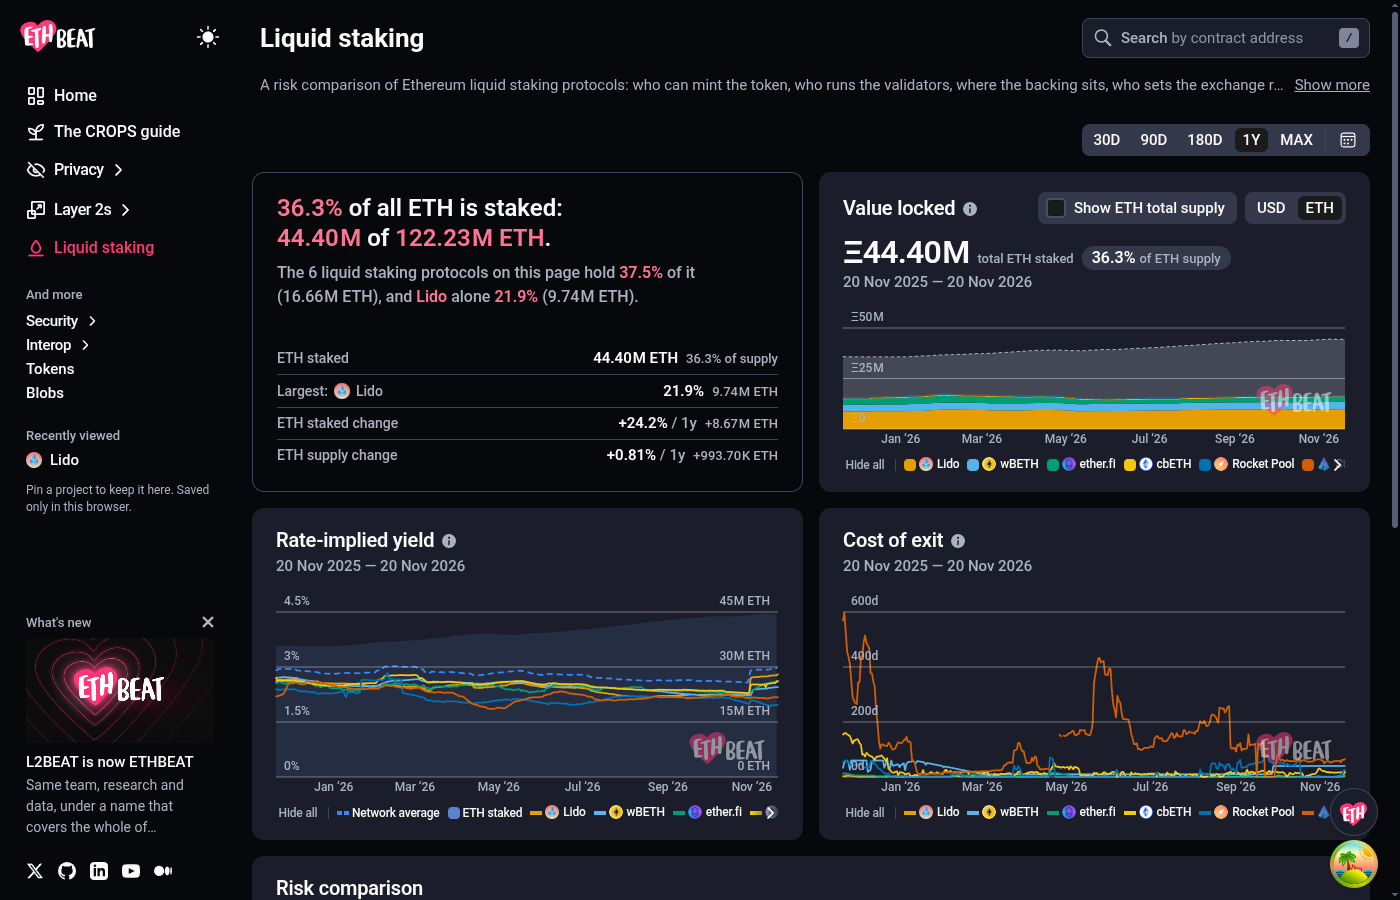 ETHBEAT
Home
The CROPS guide
Privacy
Layer 2s
Liquid staking
And more
Security
Interop
Tokens
Blobs
Recently viewed
Lido
Pin a project to keep it here. Saved
only in this browser.
What's new
ETHBEAT
L2BEAT is now ETHBEAT
Same team, research and
data, under a name that
covers the whole of…
Liquid staking
Search by contract address /
A risk comparison of Ethereum liquid staking protocols: who can mint the token, who runs the validators, where the backing sits, who sets the exchange r… Show more
30D 90D 180D 1Y MAX
36.3% of all ETH is staked:
44.40M of 122.23M ETH.
The 6 liquid staking protocols on this page hold 37.5% of it
(16.66M ETH), and Lido alone 21.9% (9.74M ETH).
ETH staked 44.40M ETH 36.3% of supply
Largest: Lido 21.9% 9.74M ETH
ETH staked change +24.2% / 1y +8.67M ETH
ETH supply change +0.81% / 1y +993.70K ETH
Value locked
Show ETH total supply USD ETH
Ξ44.40M total ETH staked 36.3% of ETH supply
20 Nov 2025 — 20 Nov 2026
Ξ50M
Ξ25M
Ξ0
ETHBEAT
Jan '26 Mar '26 May '26 Jul '26 Sep '26 Nov '26
Hide all Lido wBETH ether.fi cbETH Rocket Pool
Rate-implied yield
20 Nov 2025 — 20 Nov 2026
4.5% 45M ETH
3% 30M ETH
1.5% 15M ETH
ETHBEAT
0% 0 ETH
Jan '26 Mar '26 May '26 Jul '26 Sep '26 Nov '26
Hide all Network average ETH staked Lido wBETH ether.fi
Cost of exit
20 Nov 2025 — 20 Nov 2026
600d
400d
200d
ETHBEAT
0d
Jan '26 Mar '26 May '26 Jul '26 Sep '26 Nov '26
Hide all Lido wBETH ether.fi cbETH Rocket Pool
ETH
Risk comparison